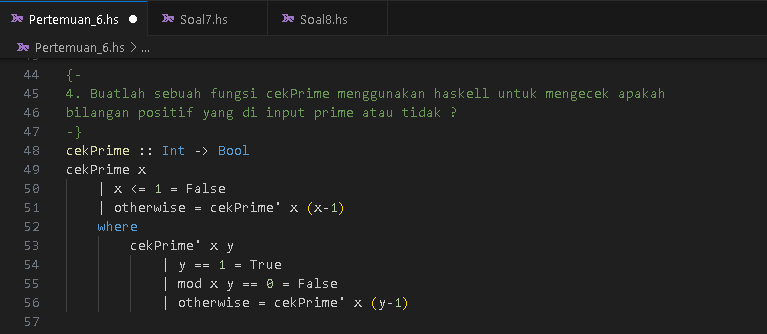 Pertemuan_6.hs Soal7.hs Soal8.hs
Pertemuan_6.hs > ...
44 {-
45 4. Buatlah sebuah fungsi cekPrime menggunakan haskell untuk mengecek apakah
46 bilangan positif yang di input prime atau tidak ?
47 -}
48 cekPrime :: Int -> Bool
49 cekPrime x
50 | x <= 1 = False
51 | otherwise = cekPrime' x (x-1)
52 where
53 cekPrime' x y
54 | y == 1 = True
55 | mod x y == 0 = False
56 | otherwise = cekPrime' x (y-1)
57